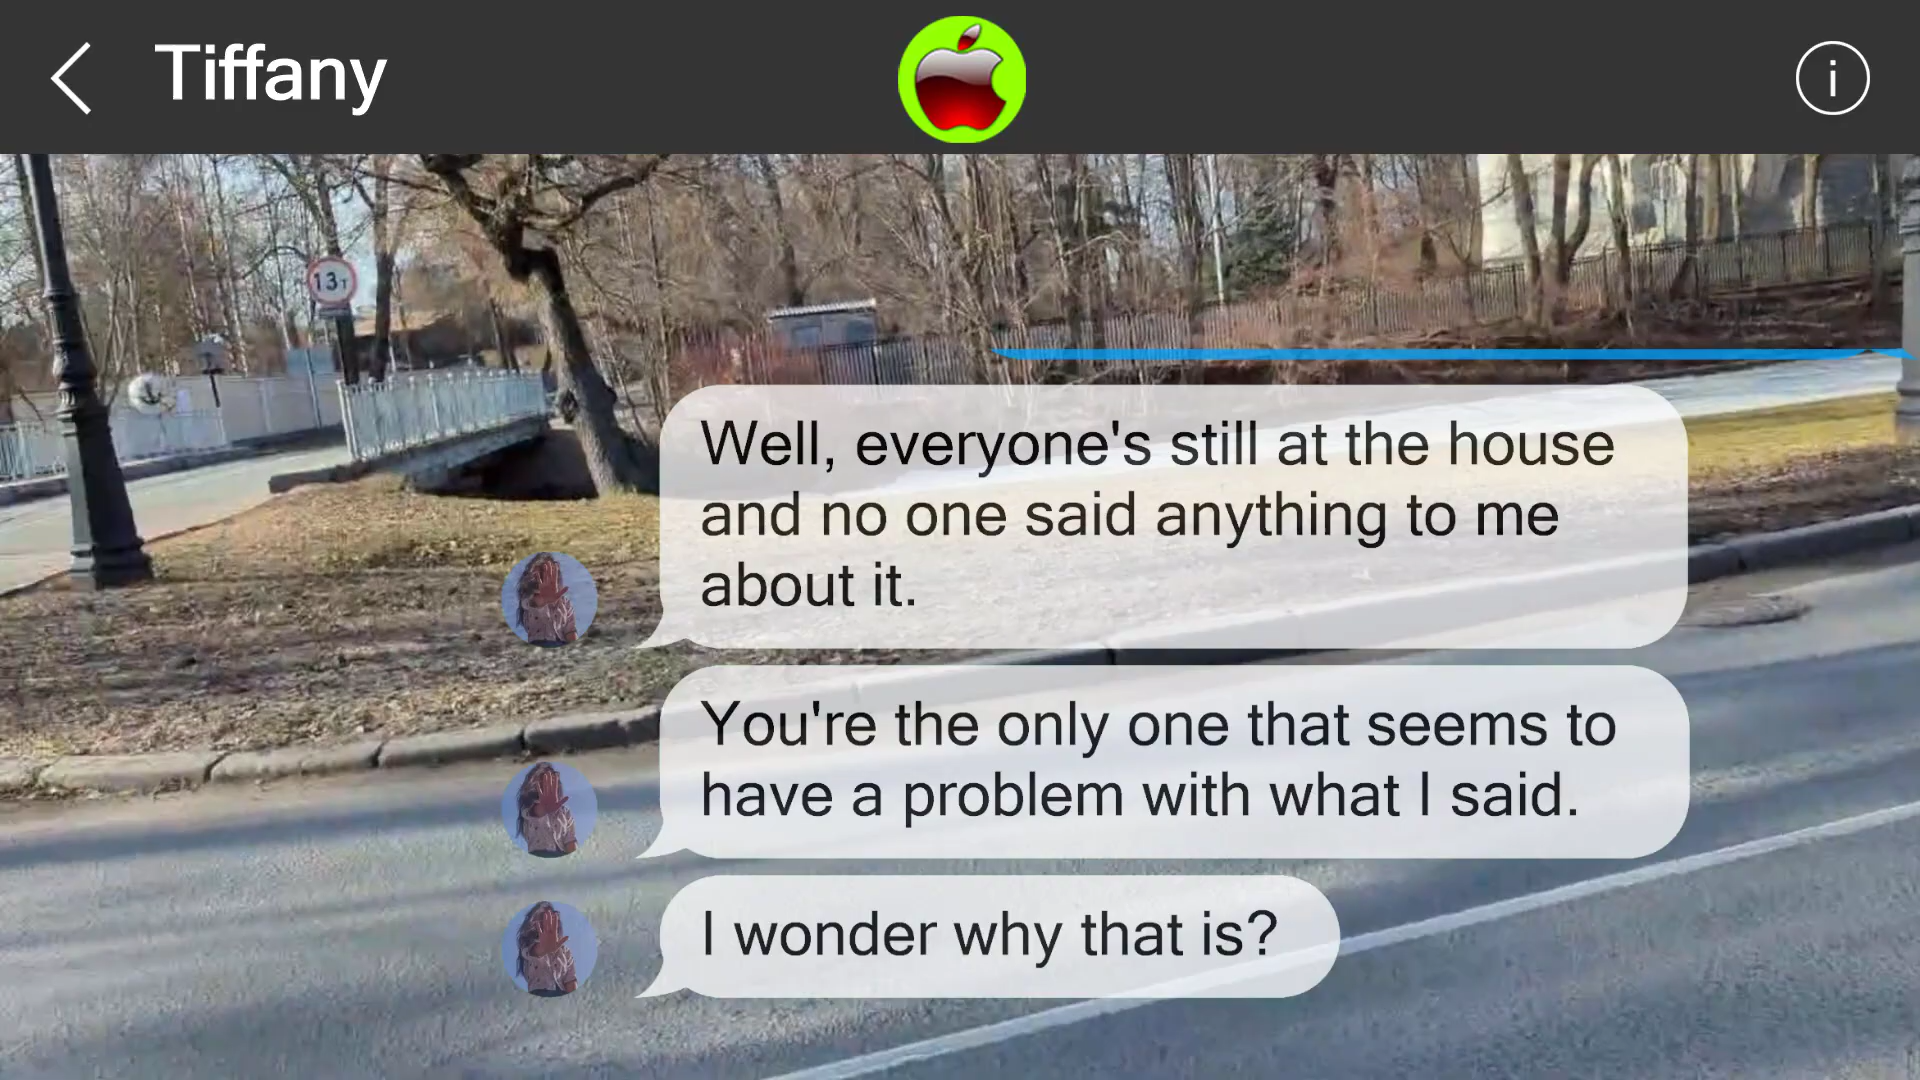 Tiffany
i
13т
Well, everyone's still at the house
and no one said anything to me
about it.
You're the only one that seems to
have a problem with what I said.
I wonder why that is?